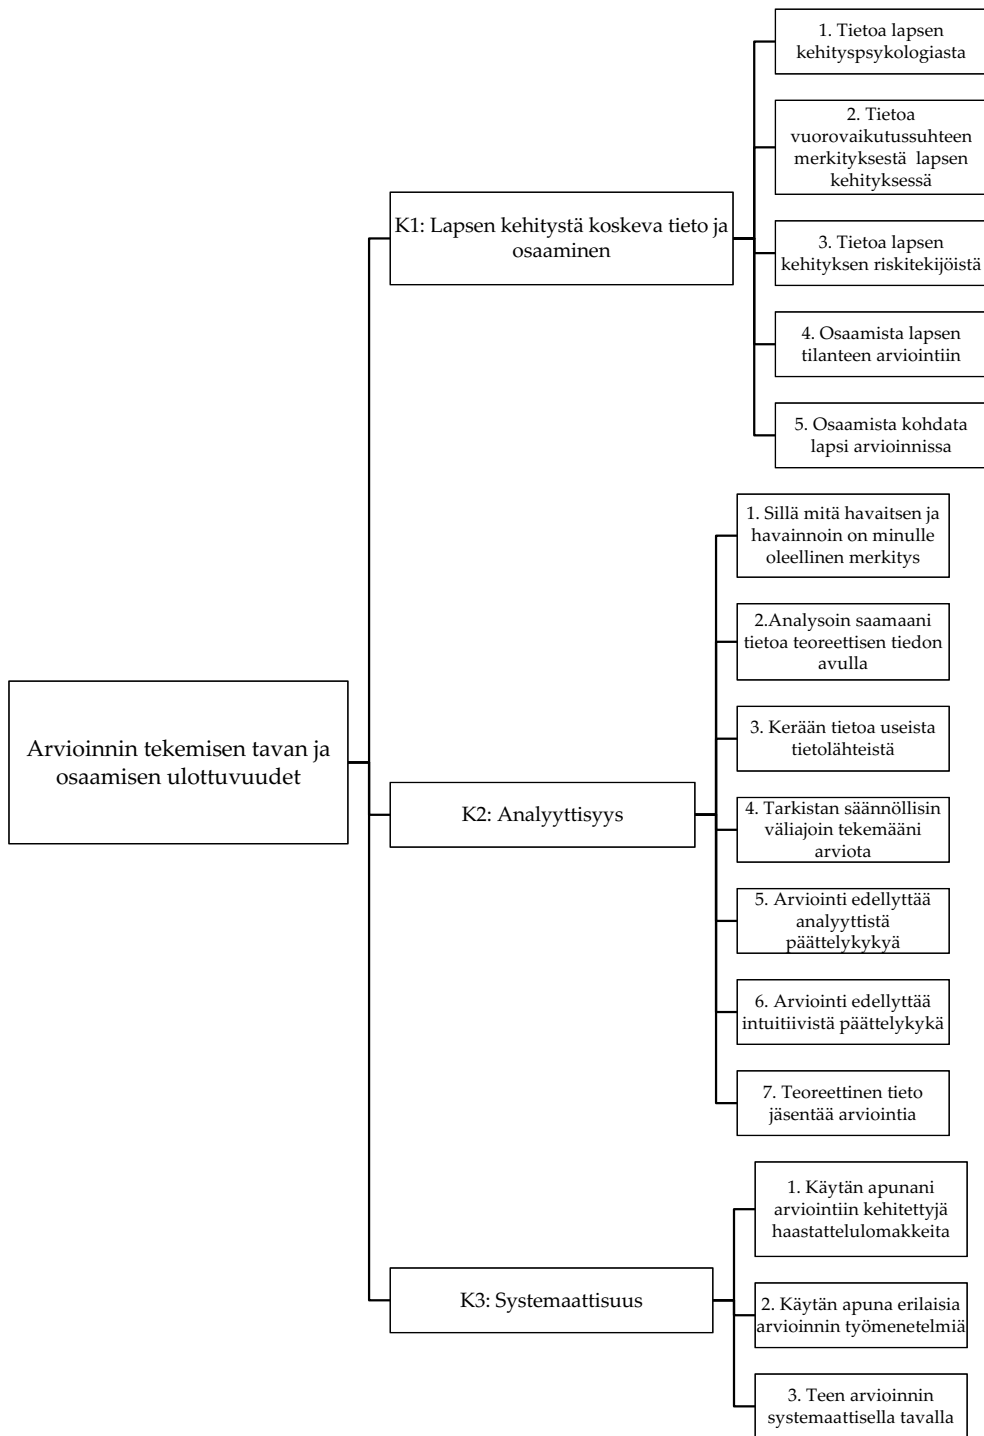 Arvioinnin tekemisen tavan ja
osaamisen ulottuvuudet
K1: Lapsen kehitystä koskeva tieto ja
osaaminen
1. Tietoa lapsen
kehityspsykologiasta
2. Tietoa
vuorovaikutussuhteen
merkityksestä lapsen
kehityksessä
3. Tietoa lapsen
kehityksen riskitekijöistä
4. Osaamista lapsen
tilanteen arviointiin
5. Osaamista kohdata
lapsi arvioinnissa
K2: Analyyttisyys
1. Sillä mitä havaitsen ja
havainnoin on minulle
oleellinen merkitys
2.Analysoin saamaani
tietoa teoreettisen tiedon
avulla
3. Kerään tietoa useista
tietolähteistä
4. Tarkistan säännöllisin
väliajoin tekemääni
arviota
5. Arviointi edellyttää
analyyttistä
päättelykykyä
6. Arviointi edellyttää
intuitiivistä päättelykykä
7. Teoreettinen tieto
jäsentää arviointia
K3: Systemaattisuus
1. Käytän apunani
arviointiin kehitettyjä
haastattelulomakkeita
2. Käytän apuna erilaisia
arvioinnin työmenetelmiä
3. Teen arvioinnin
systemaattisella tavalla